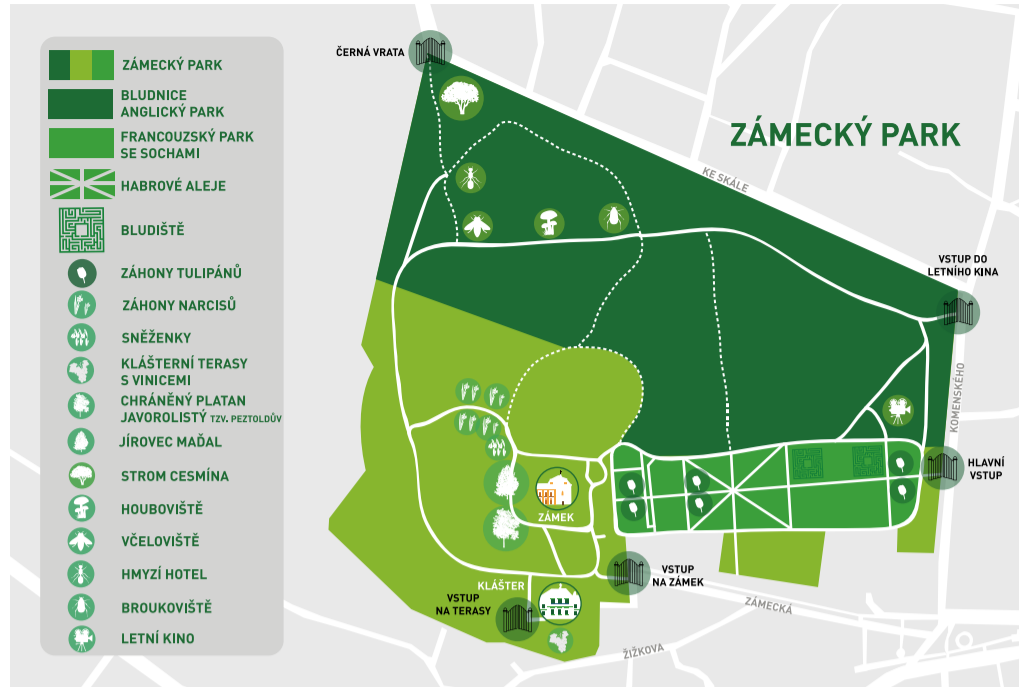 ZÁMECKÝ PARK
BLUDNICE
ANGLICKÝ PARK
FRANCOUZSKÝ PARK
SE SOCHAMI
HABROVÉ ALEJE
BLUDIŠTĚ
ZÁHONY TULIPÁNŮ
ZÁHONY NARCISŮ
SNĚŽENKY
KLÁŠTERNÍ TERASY
S VINICEMI
CHRÁNĚNÝ PLATAN
JAVOROLISTÝ TZV. PEZTOLDŮV
JÍROVEC MAĎAL
STROM CESMÍNA
HOUBOVIŠTĚ
VČELOVIŠTĚ
HMYZÍ HOTEL
BROUKOVIŠTĚ
LETNÍ KINO
ČERNÁ VRATA
ZÁMECKÝ PARK
KE SKÁLE
VSTUP DO
LETNÍHO KINA
KOMENSKÉHO
HLAVNÍ
VSTUP
ZÁMEK
VSTUP
NA ZÁMEK
KLÁŠTER
VSTUP
NA TERASY
ZÁMECKÁ
ŽIŽKOVA